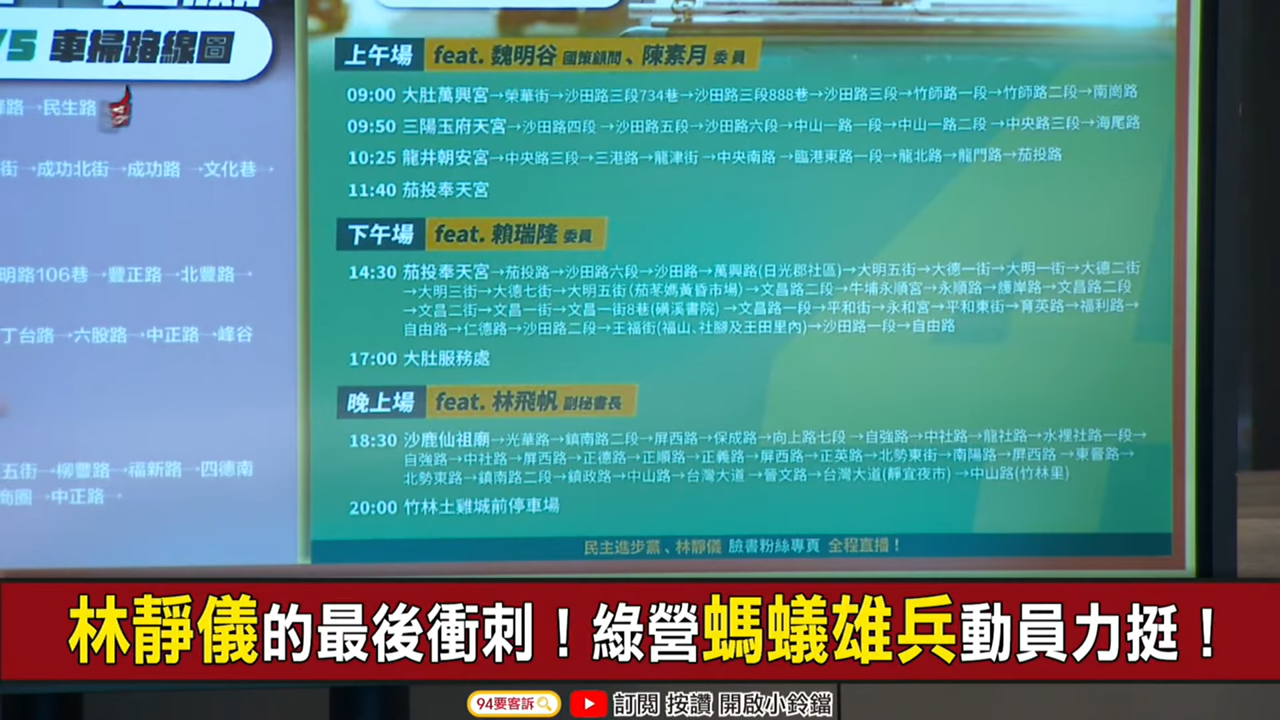 /5 車掃路線圖
路→民生路
街→成功北街→成功路→文化巷→
明路106巷→豐正路→北豐路→
丁台路→六股路→中正路→峰谷
五街→柳豐路→福新路→四德南
商圈→中正路→
上午場 feat. 魏明谷 國策顧問、陳素月 委員
09:00 大肚萬興宮→榮華街→沙田路三段734巷→沙田路三段888巷→沙田路三段→竹師路一段→竹師路二段→南崗路
09:50 三陽玉府天宮→沙田路四段→沙田路五段→沙田路六段→中山一路一段→中山一路二段→中央路三段→海尾路
10:25 龍井朝安宮→中央路三段→三港路→龍津街→中央南路→臨港東路一段→龍北路→龍門路→茄投路
11:40 茄投奉天宮
下午場 feat. 賴瑞隆 委員
14:30 茄投奉天宮→茄投路→沙田路六段→沙田路→萬興路(日光郡社區)→大明五街→大德一街→大明一街→大德二街
→大明三街→大德七街→大明五街(茄苳媽黃昏市場)→文昌路二段→牛埔永順宮→永順路→護岸路→文昌路二段
→文昌二街→文昌一街→文昌一街8巷(磺溪書院)→文昌路一段→平和街→永和宮→平和東街→育英路→福利路→
自由路→仁德路→沙田路二段→王福街(福山、社腳及王田里內)→沙田路一段→自由路
17:00 大肚服務處
晚上場 feat. 林飛帆 副秘書長
18:30 沙鹿仙祖廟→光華路→鎮南路二段→屏西路→保成路→向上路七段→自強路→中社路→龍社路→水裡社路一段→
自強路→中社路→屏西路→正德路→正順路→正義路→屏西路→正英路→北勢東街→南陽路→屏西路→東晉路→
北勢東路→鎮南路二段→鎮政路→中山路→台灣大道→晉文路→台灣大道(靜宜夜市)→中山路(竹林里)
20:00 竹林土雞城前停車場
民主進步黨、林靜儀 臉書粉絲專頁 全程直播!
林靜儀的最後衝刺!綠營螞蟻雄兵動員力挺!
94要客訴 訂閱 按讚 開啟小鈴鐺